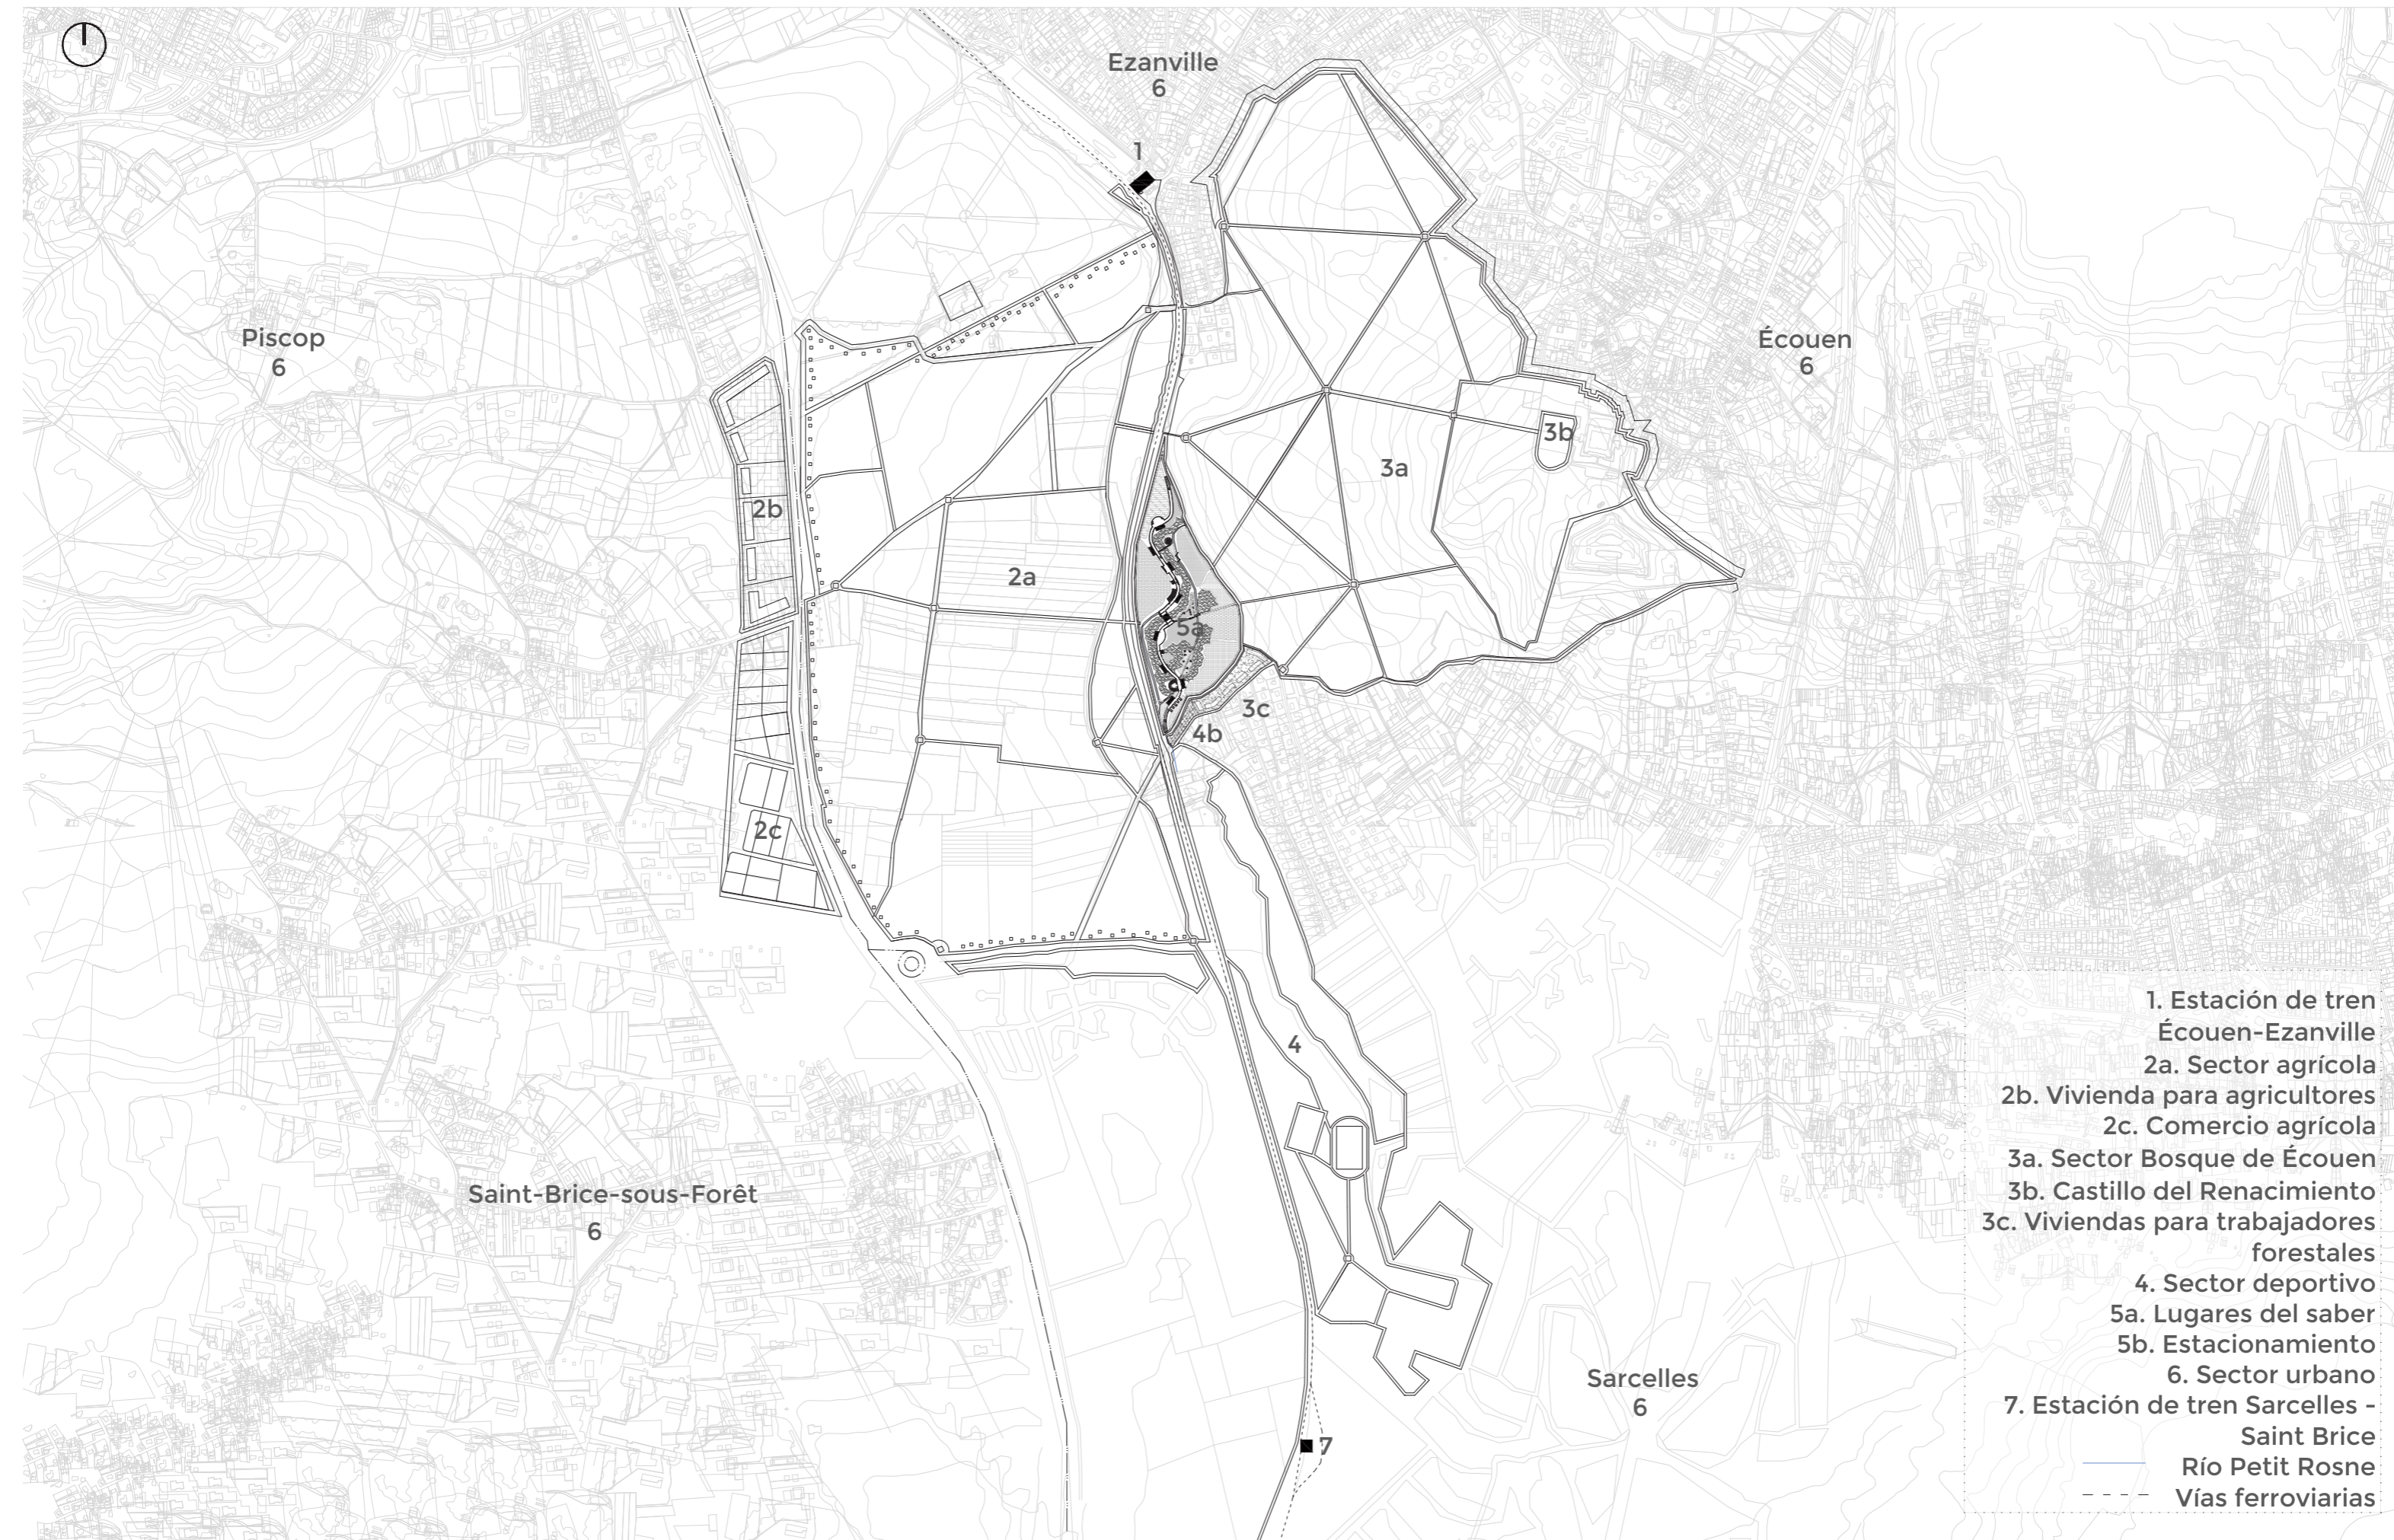 Ezanville
6
1
Piscop
6
Écouen
6
3b
3a
2b
2a
5a
3c
4b
2c
4
Saint-Brice-sous-Forêt
6
Sarcelles
6
7
1. Estación de tren
Écouen-Ezanville
2a. Sector agrícola
2b. Vivienda para agricultores
2c. Comercio agrícola
3a. Sector Bosque de Écouen
3b. Castillo del Renacimiento
3c. Viviendas para trabajadores
forestales
4. Sector deportivo
5a. Lugares del saber
5b. Estacionamiento
6. Sector urbano
7. Estación de tren Sarcelles -
Saint Brice
Río Petit Rosne
Vías ferroviarias